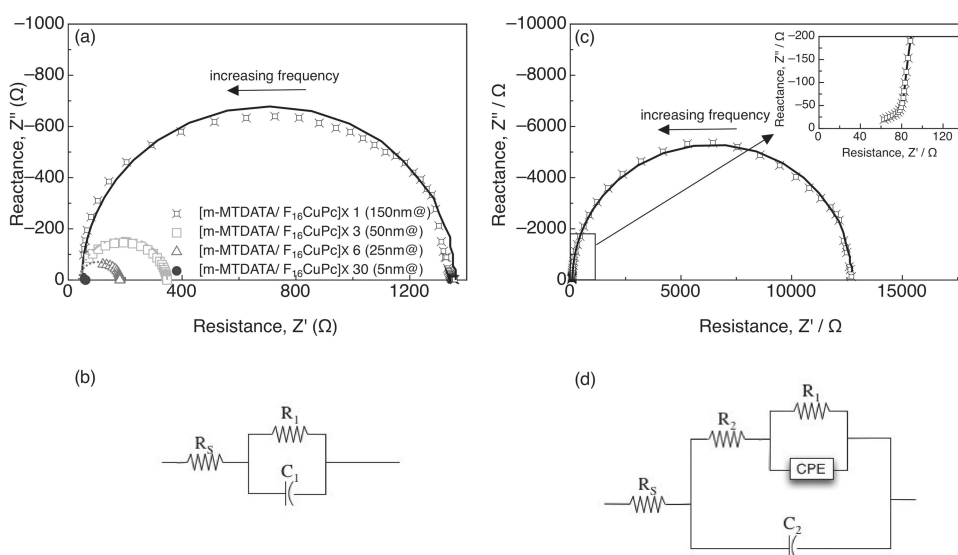 (a)
Reactance, Z" (Ω)
−1000
−800
−600
−400
−200
0
increasing frequency
[m-MTDATA/ F₁₆CuPc]X 1 (150nm@)
[m-MTDATA/ F₁₆CuPc]X 3 (50nm@)
[m-MTDATA/ F₁₆CuPc]X 6 (25nm@)
[m-MTDATA/ F₁₆CuPc]X 30 (5nm@)
0 400 800 1200
Resistance, Z' (Ω)
(c)
Reactance, Z" / Ω
−10000
−8000
−6000
−4000
−2000
0
increasing frequency
0 5000 10000 15000
Resistance, Z' / Ω
Reactance, Z" / Ω
−200
−150
−100
−50
0
0 40 80 120
Resistance, Z' / Ω
(b)
R_S
R₁
C₁
(d)
R₁
R₂
CPE
R_S
C₂